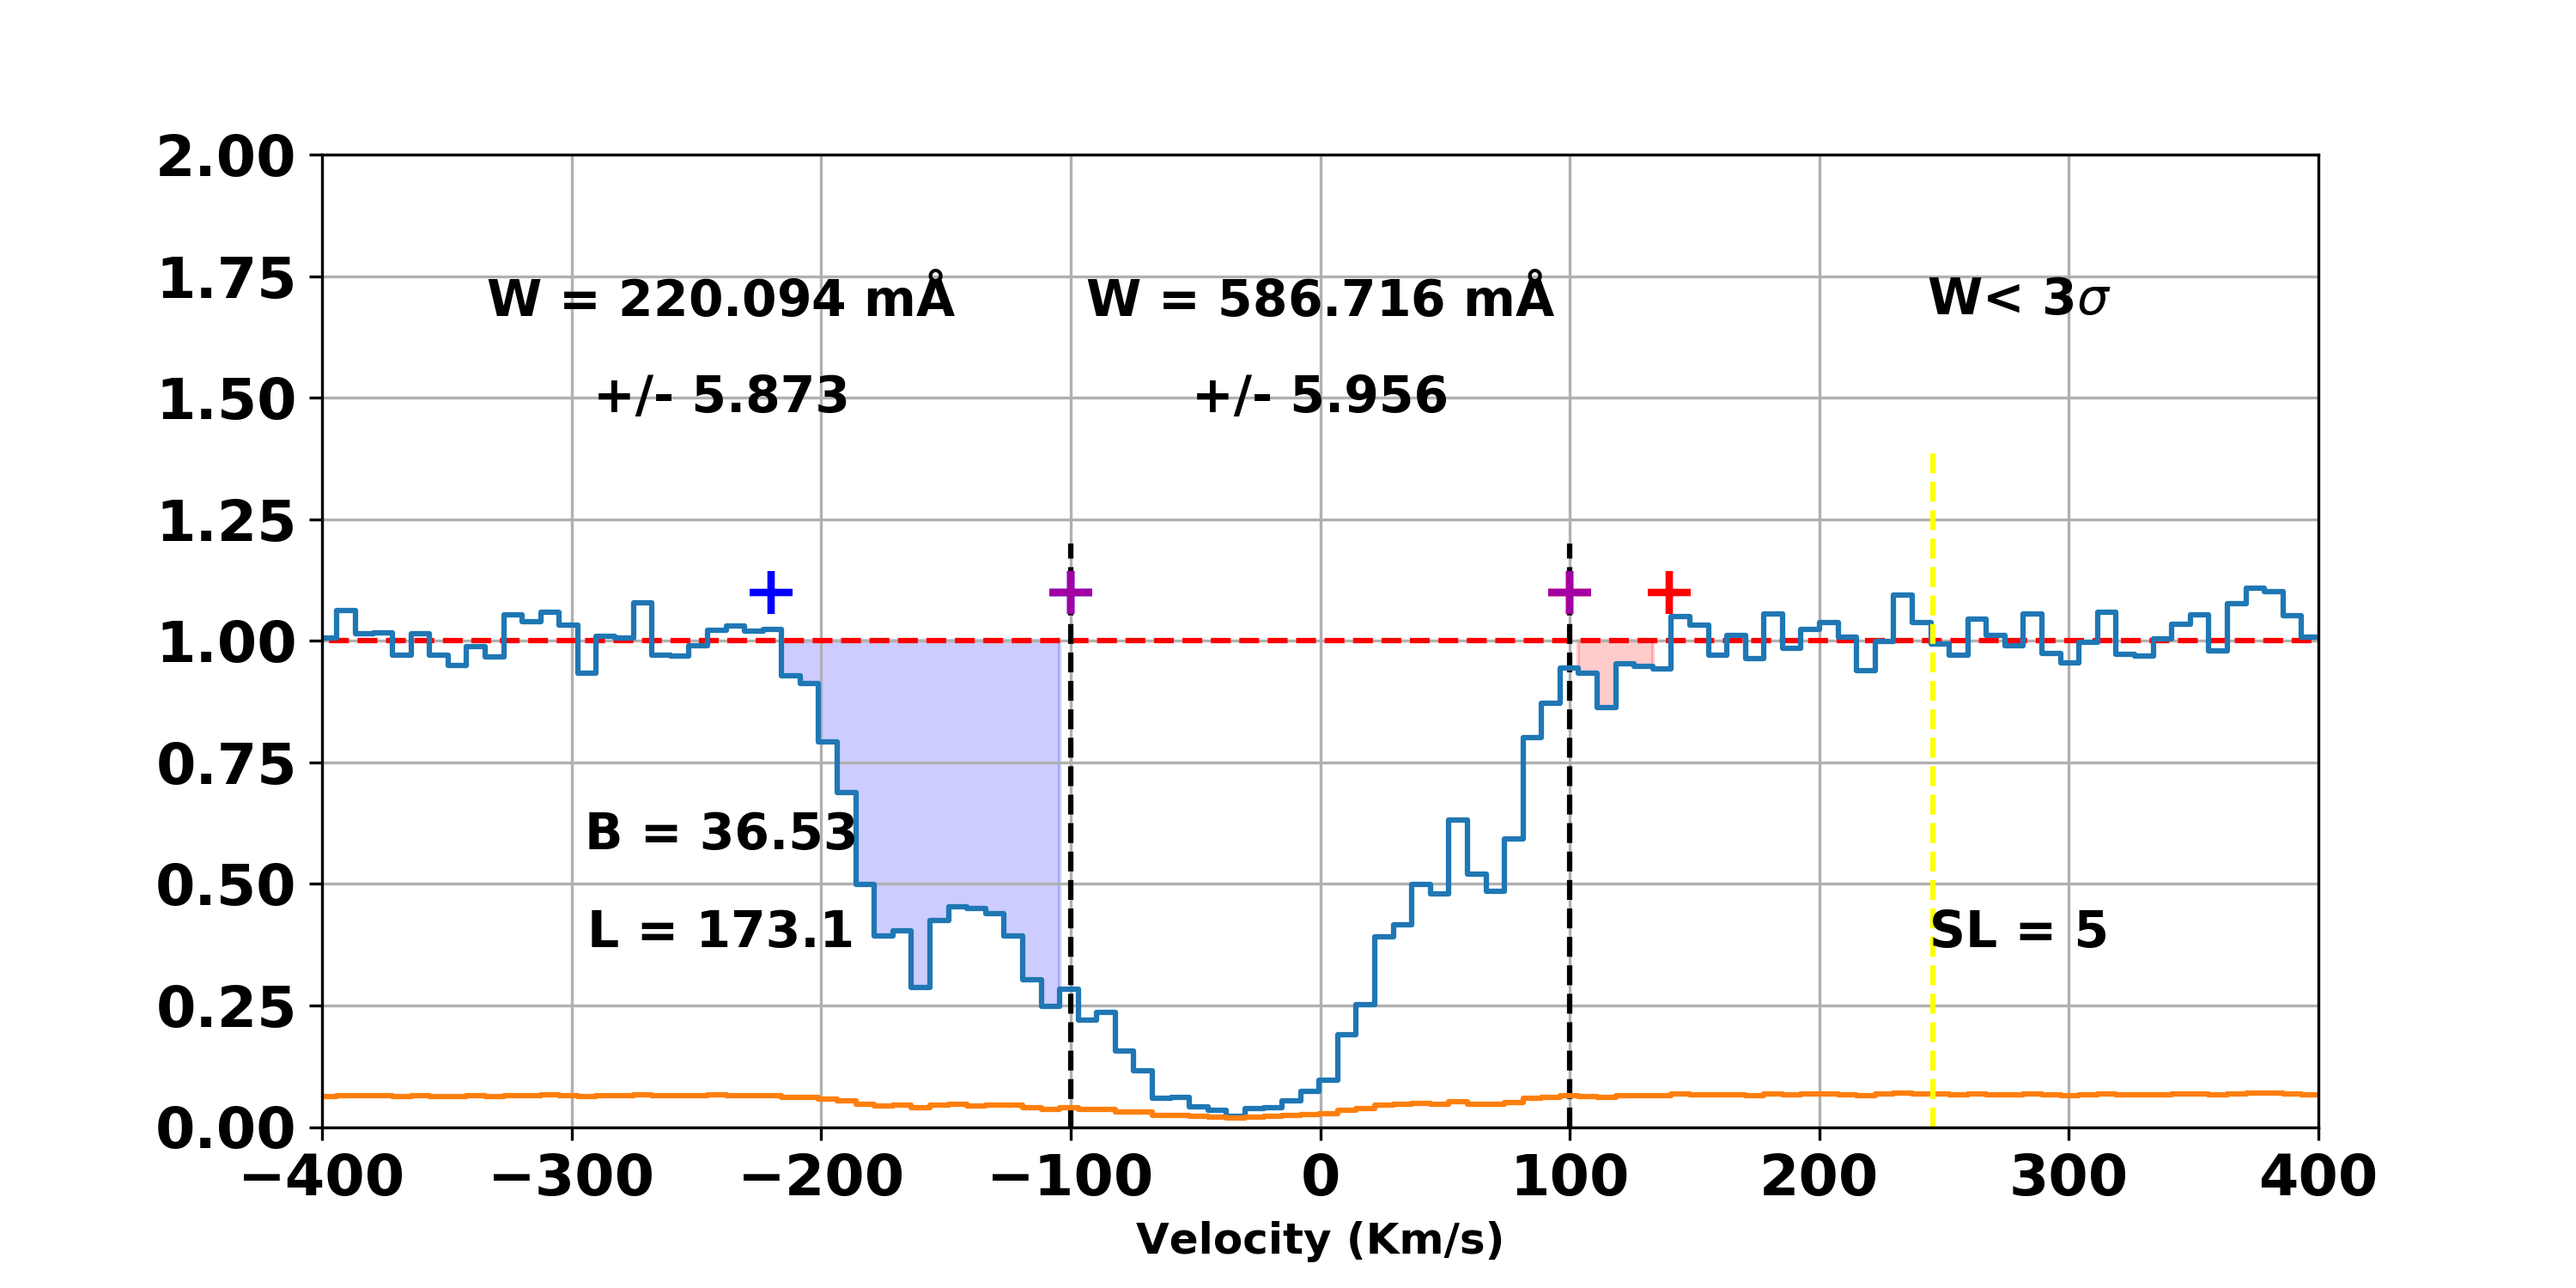 2.00
1.75
W = 220.094 mÅ W = 586.716 mÅ W< 3σ
1.50
+/- 5.873 +/- 5.956
1.25
1.00
0.75
B = 36.53
0.50
L = 173.1 SL = 5
0.25
0.00
−400 −300 −200 −100 0 100 200 300 400
Velocity (Km/s)